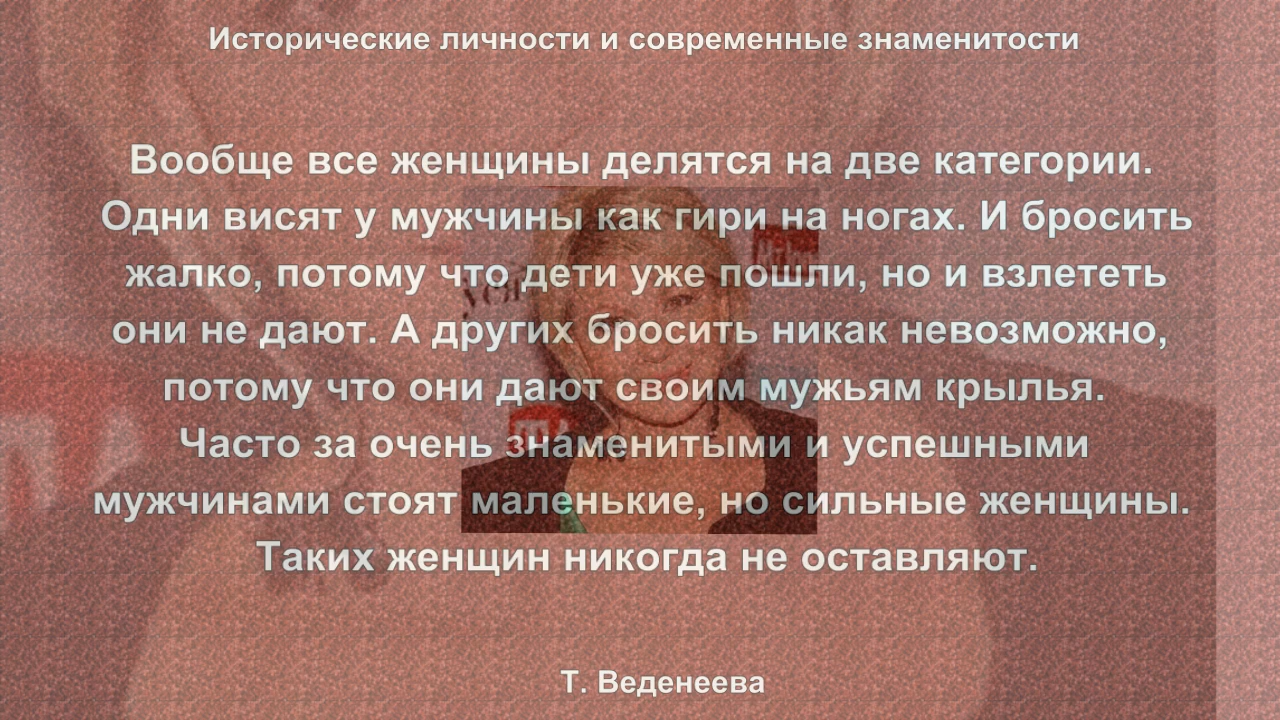 Исторические личности и современные знаменитости
Вообще все женщины делятся на две категории.
Одни висят у мужчины как гири на ногах. И бросить
жалко, потому что дети уже пошли, но и взлететь
они не дают. А других бросить никак невозможно,
потому что они дают своим мужьям крылья.
Часто за очень знаменитыми и успешными
мужчинами стоят маленькие, но сильные женщины.
Таких женщин никогда не оставляют.
Т. Веденеева